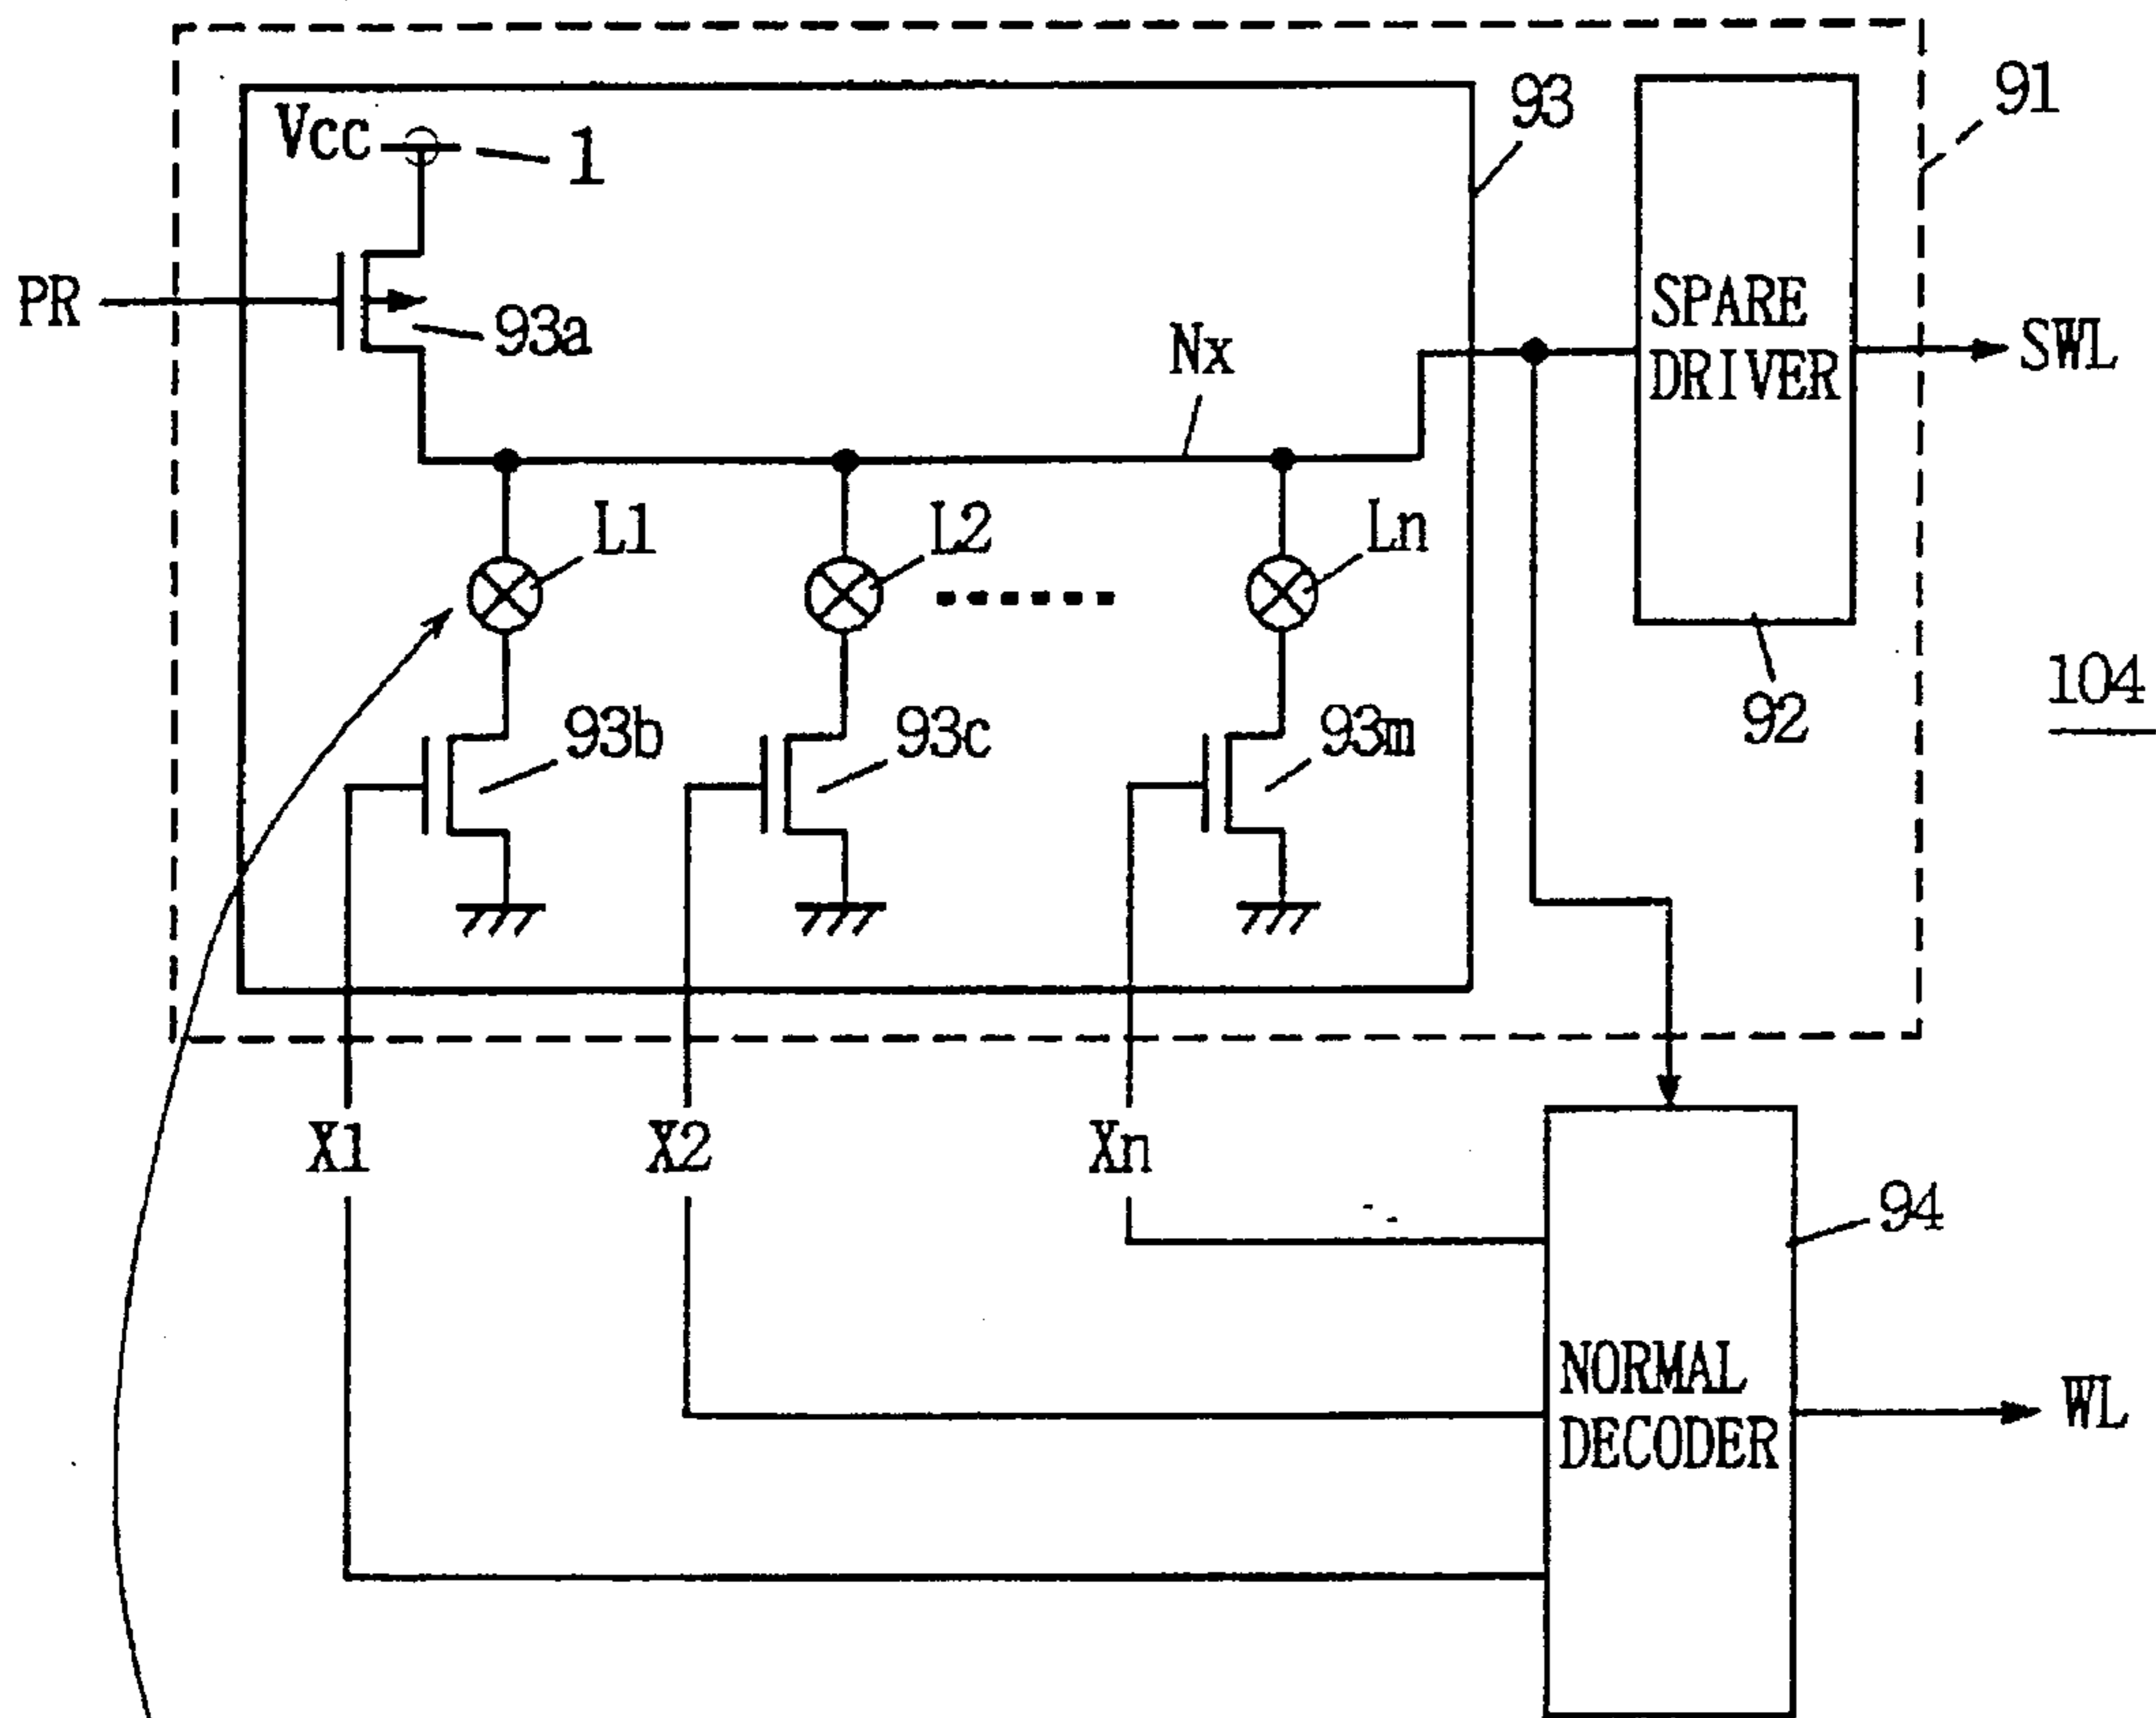 Vcc
1
93
91
PR
93a
Nx
SPARE
DRIVER
SWL
L1
L2
Ln
93b
93c
93m
92
104
X1
X2
Xn
94
NORMAL
DECODER
WL